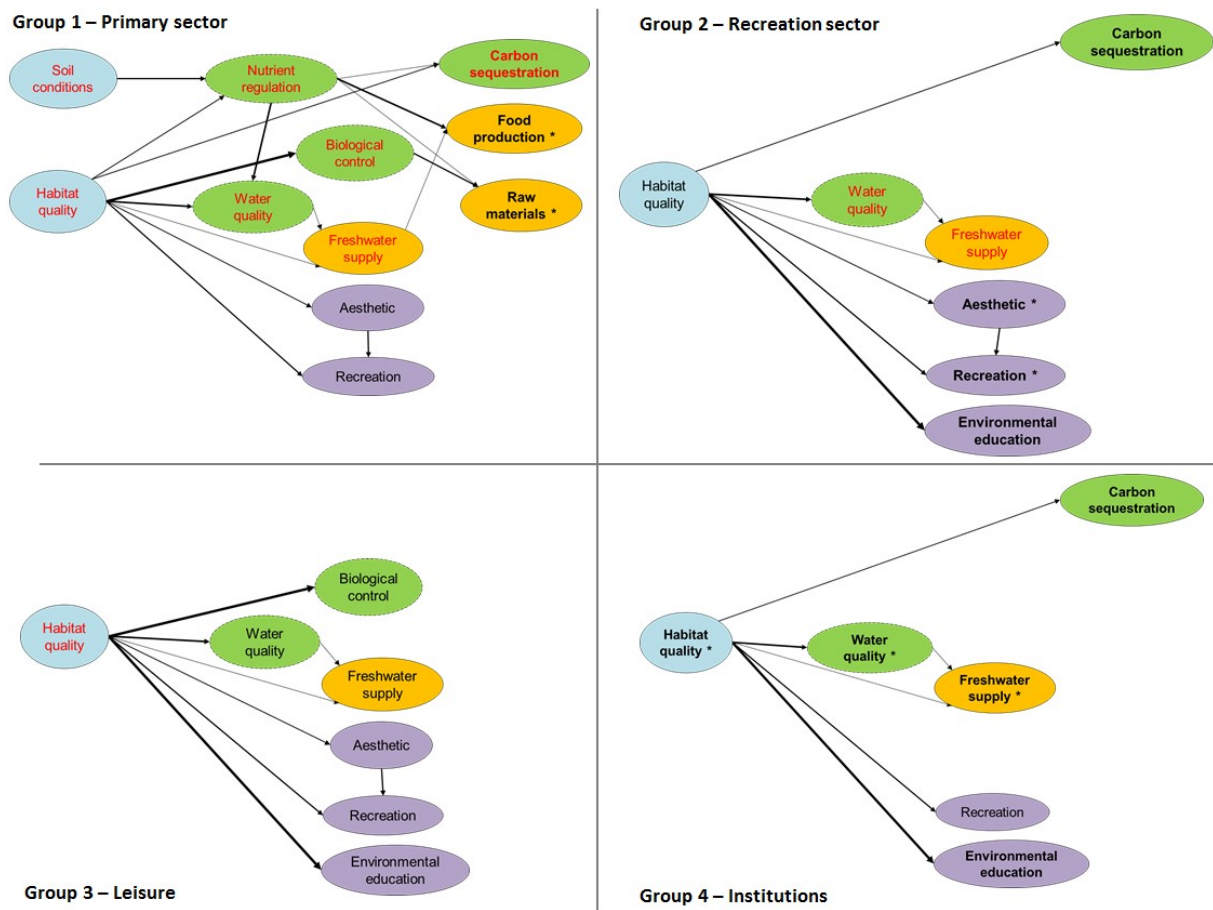 Group 1 – Primary sector
Soil
conditions
Nutrient
regulation
Carbon
sequestration
Food
production *
Biological
control
Habitat
quality
Water
quality
Raw
materials *
Freshwater
supply
Aesthetic
Recreation
Group 2 – Recreation sector
Carbon
sequestration
Habitat
quality
Water
quality
Freshwater
supply
Aesthetic *
Recreation *
Environmental
education
Biological
control
Habitat
quality
Water
quality
Freshwater
supply
Aesthetic
Recreation
Environmental
education
Group 3 – Leisure
Carbon
sequestration
Habitat
quality *
Water
quality *
Freshwater
supply *
Recreation
Environmental
education
Group 4 – Institutions